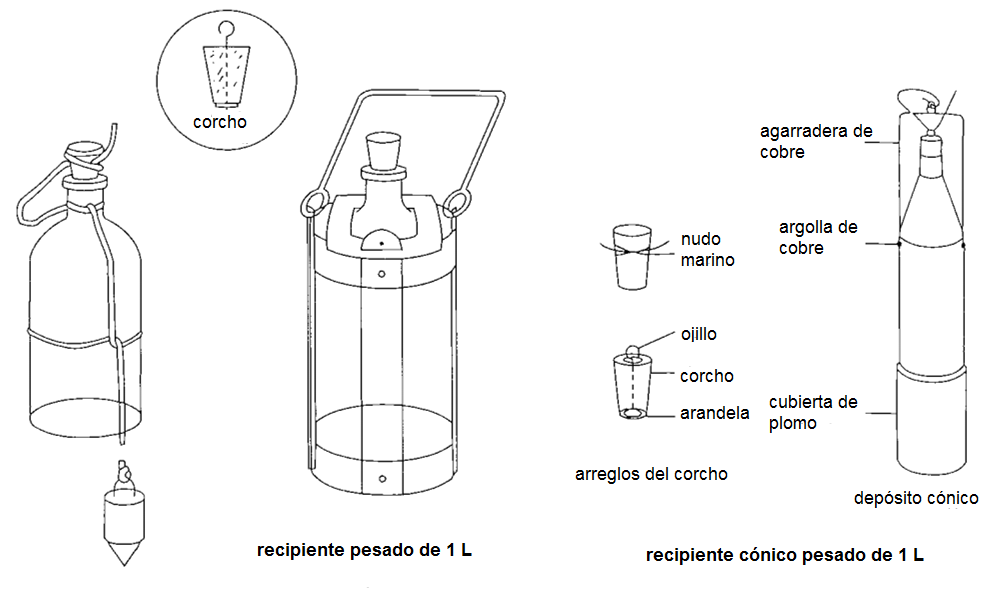 corcho
agarradera de
cobre
nudo
marino
argolla de
cobre
ojillo
corcho
arandela
cubierta de
plomo
arreglos del corcho
depósito cónico
recipiente pesado de 1 L
recipiente cónico pesado de 1 L